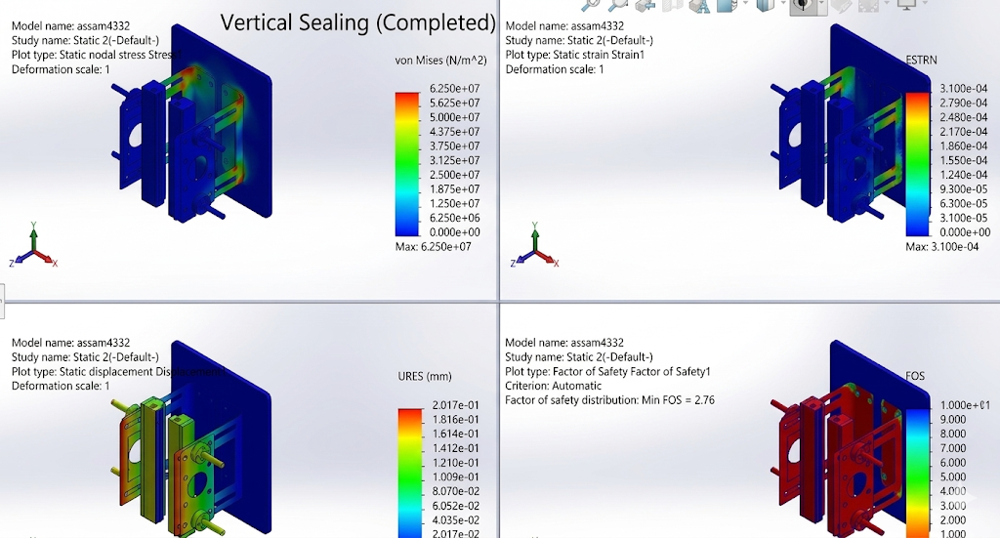 Vertical Sealing (Completed)
Model name: assam4332
Study name: Static 2(-Default-)
Plot type: Static nodal stress Stress1
Deformation scale: 1
von Mises (N/m^2)
6.250e+07
5.625e+07
5.000e+07
4.375e+07
3.750e+07
3.125e+07
2.500e+07
1.875e+07
1.250e+07
6.250e+06
0.000e+00
Max: 6.250e+07
Y
Z
X
Model name: assam4332
Study name: Static 2(-Default-)
Plot type: Static strain Strain1
Deformation scale: 1
ESTRN
3.100e-04
2.790e-04
2.480e-04
2.170e-04
1.860e-04
1.550e-04
1.240e-04
9.300e-05
6.300e-05
3.100e-05
0.000e+00
Max: 3.100e-04
Y
Z
X
Model name: assam4332
Study name: Static 2(-Default-)
Plot type: Static displacement Displacement1
Deformation scale: 1
URES (mm)
2.017e-01
1.816e-01
1.614e-01
1.412e-01
1.210e-01
1.009e-01
8.070e-02
6.052e-02
4.035e-02
2.017e-02
Model name: assam4332
Study name: Static 2(-Default-)
Plot type: Factor of Safety Factor of Safety1
Criterion: Automatic
Factor of safety distribution: Min FOS = 2.76
FOS
1.000e+01
9.000
8.000
7.000
6.000
5.000
4.000
3.000
2.000
1.000